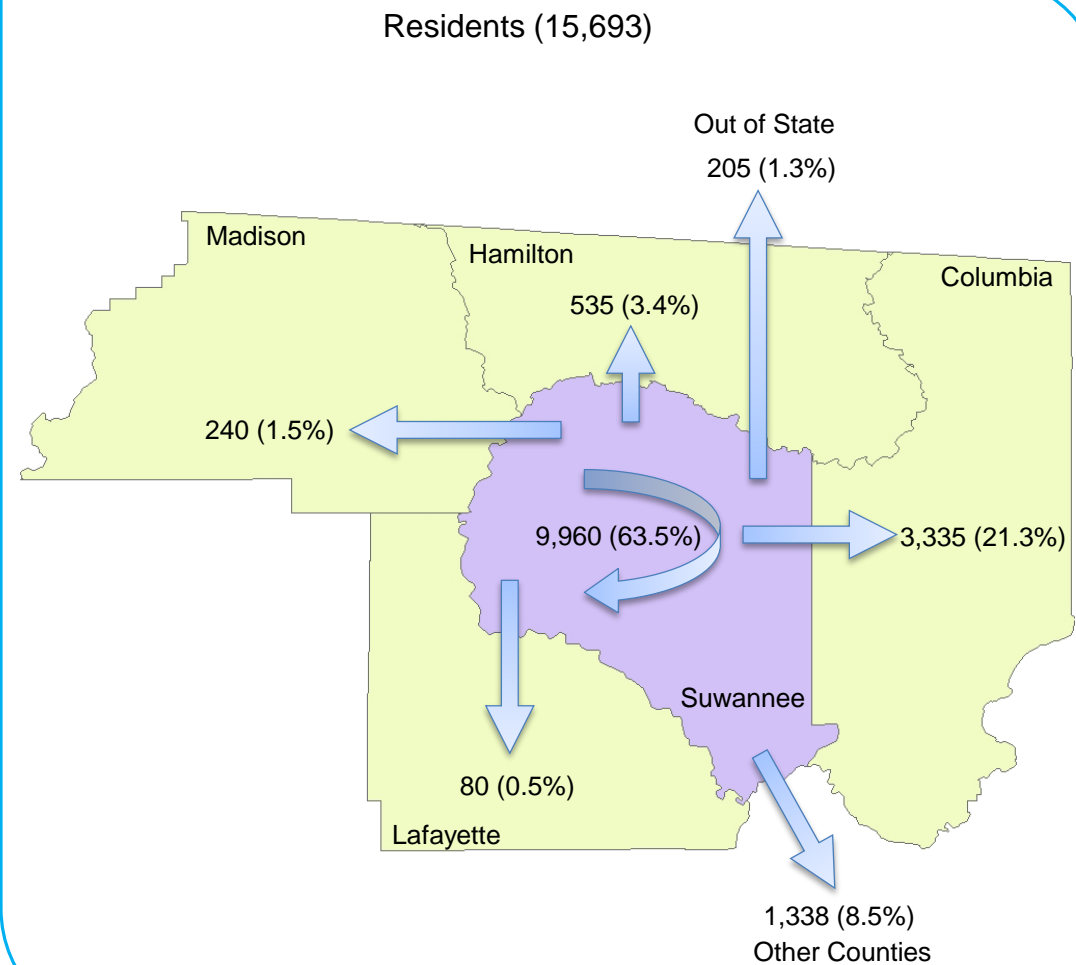 Residents (15,693)
Out of State
205 (1.3%)
Madison
Hamilton
Columbia
535 (3.4%)
240 (1.5%)
9,960 (63.5%)
3,335 (21.3%)
Suwannee
80 (0.5%)
Lafayette
1,338 (8.5%)
Other Counties